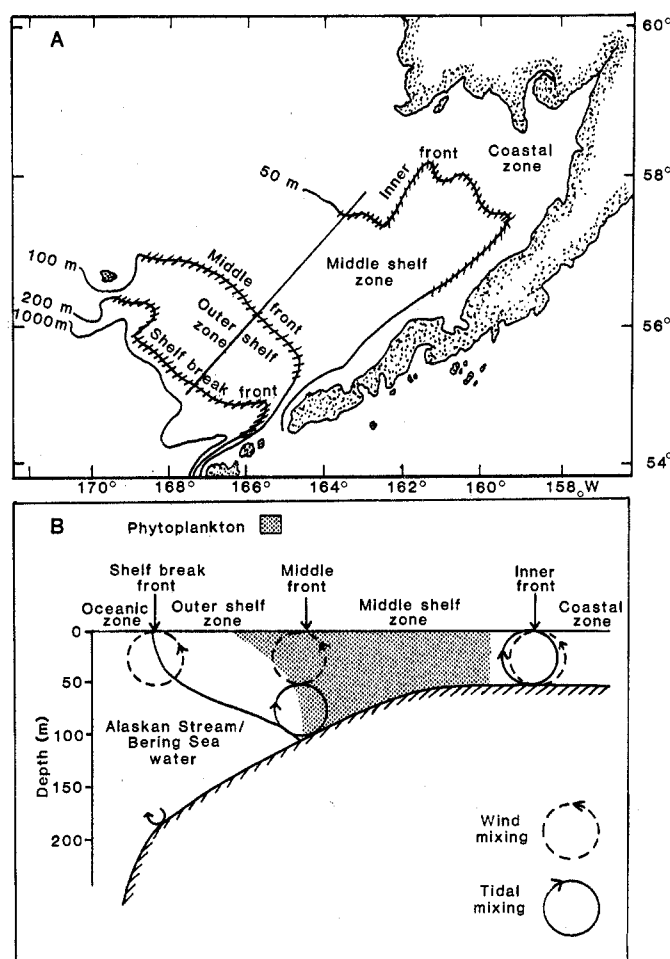 A
60°
58°
56°
54°
50 m
Inner
front
Coastal
zone
100 m
200 m
1000m
Middle
front
Middle shelf
zone
Outer shelf
zone
Shelf break
front
170°
168°
166°
164°
162°
160°
158°W
B
Phytoplankton
Shelf break
front
Middle
front
Inner
front
Oceanic
zone
Outer shelf
zone
Middle shelf
zone
Coastal
zone
0
50
100
150
200
Depth (m)
Alaskan Stream/
Bering Sea
water
Wind
mixing
Tidal
mixing